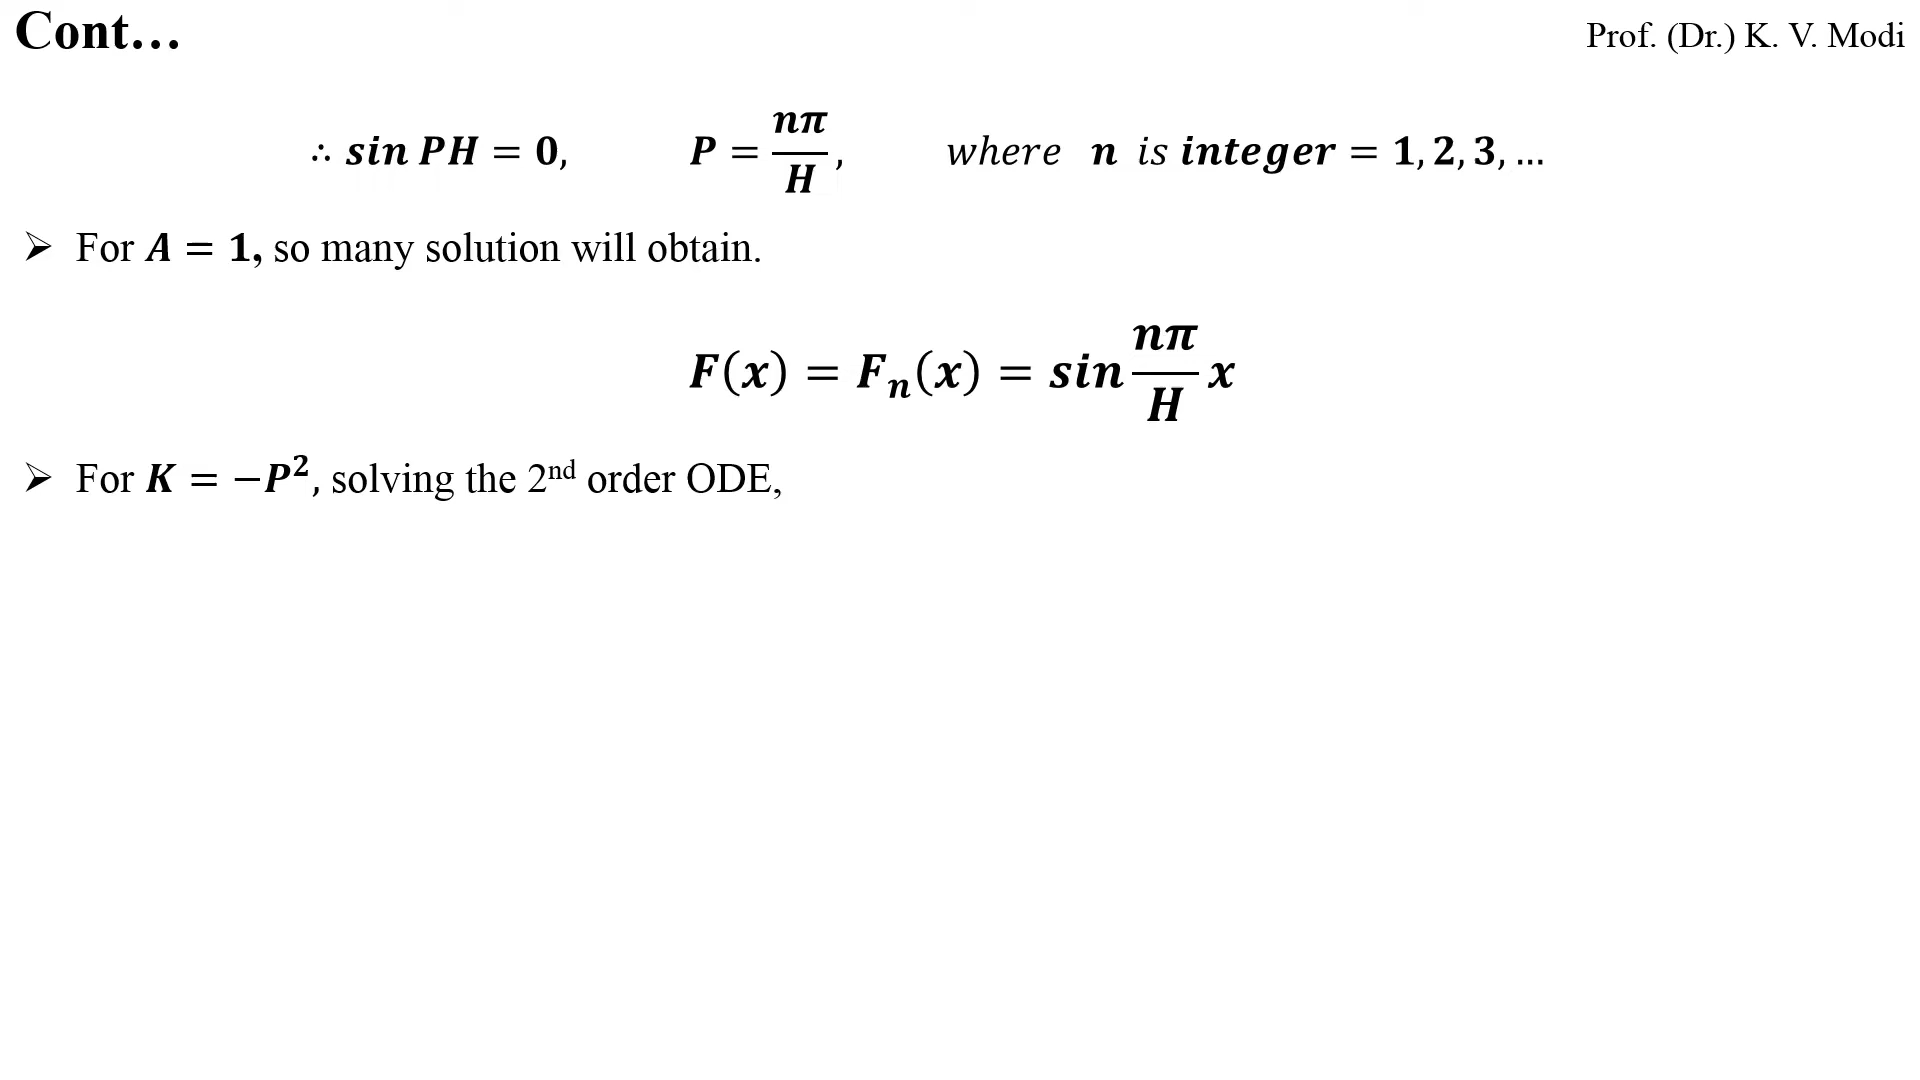 Cont…
Prof. (Dr.) K. V. Modi
∴ sin PH = 0, P = nπ/H, where n is integer = 1, 2, 3, …
➢ For A = 1, so many solution will obtain.
F(x) = Fₙ(x) = sin nπ/H x
➢ For K = −P², solving the 2nd order ODE,